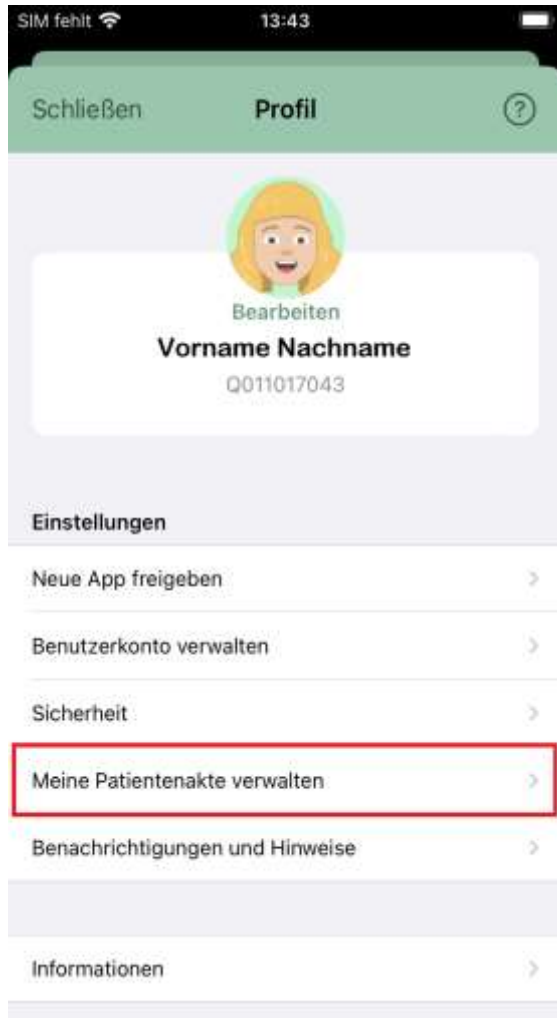 SIM fehlt 13:43
Schließen Profil ?
Bearbeiten
Vorname Nachname
Q011017043
Einstellungen
Neue App freigeben
Benutzerkonto verwalten
Sicherheit
Meine Patientenakte verwalten
Benachrichtigungen und Hinweise
Informationen